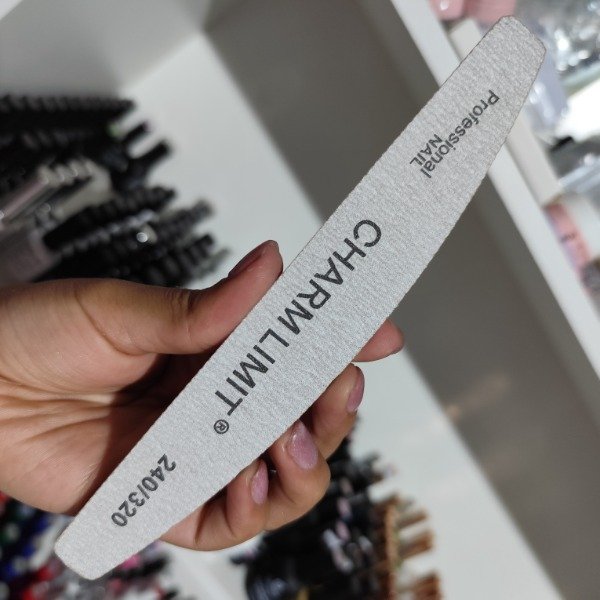 Professional
NAIL
CHARM LIMIT®
240/320